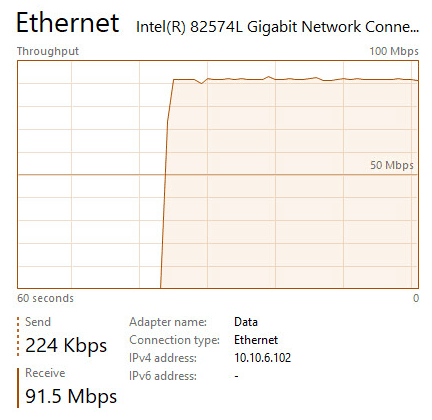 Ethernet Intel(R) 82574L Gigabit Network Conne...
Throughput 100 Mbps
50 Mbps
60 seconds 0
Send
224 Kbps
Receive
91.5 Mbps
Adapter name: Data
Connection type: Ethernet
IPv4 address: 10.10.6.102
IPv6 address: -